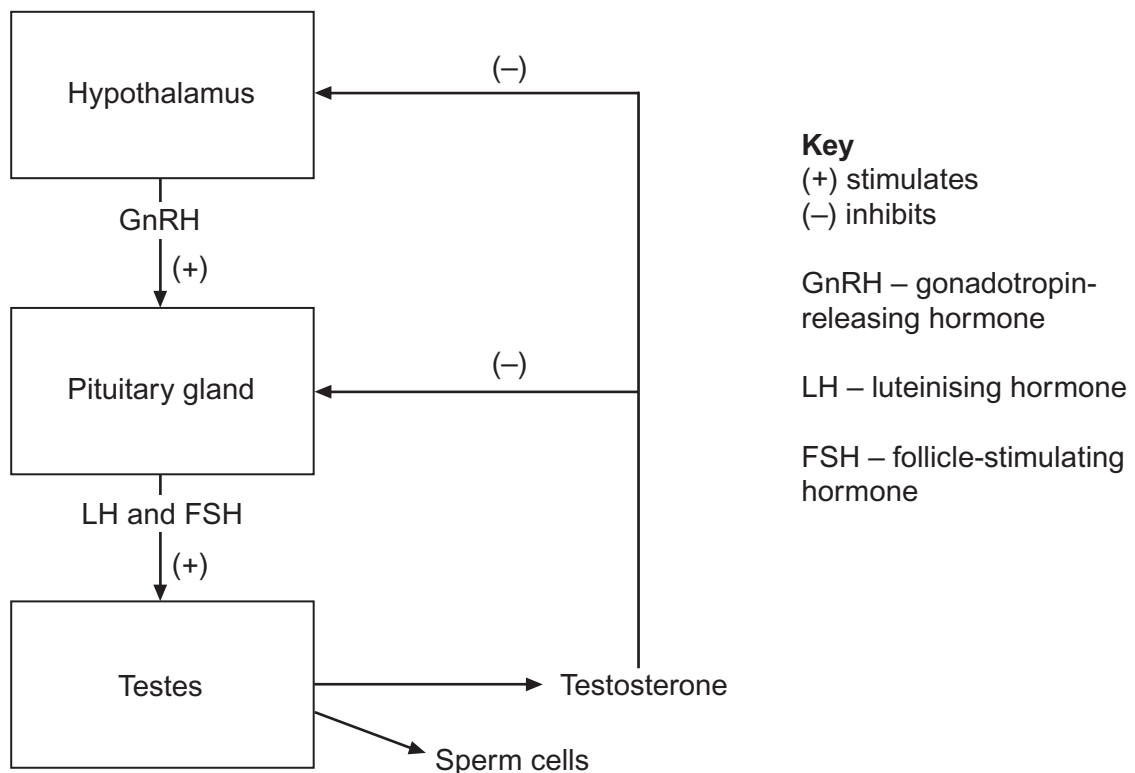 (–)
Hypothalamus
GnRH
(+)
(–)
Pituitary gland
LH and FSH
(+)
Testes
Testosterone
Sperm cells
Key
(+) stimulates
(–) inhibits
GnRH – gonadotropin-
releasing hormone
LH – luteinising hormone
FSH – follicle-stimulating
hormone